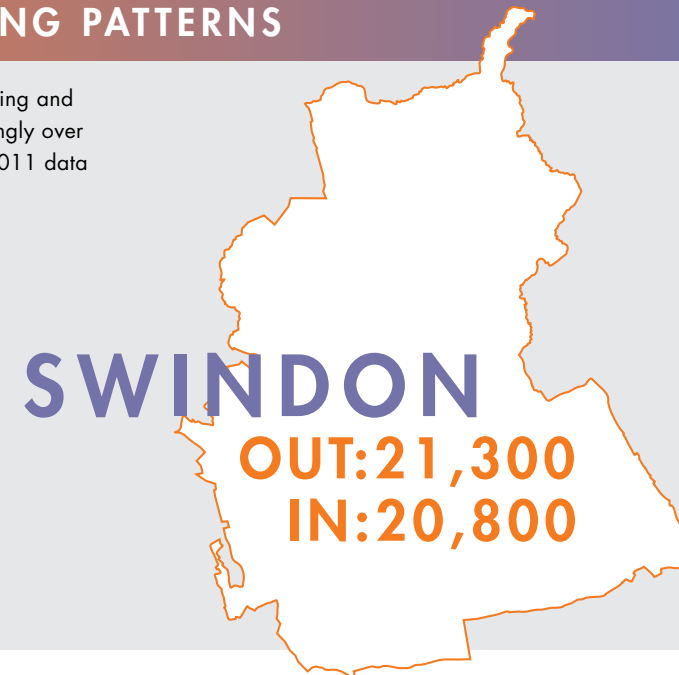 NG PATTERNS
ing and
ngly over
011 data
SWINDON
OUT:21,300
IN:20,800